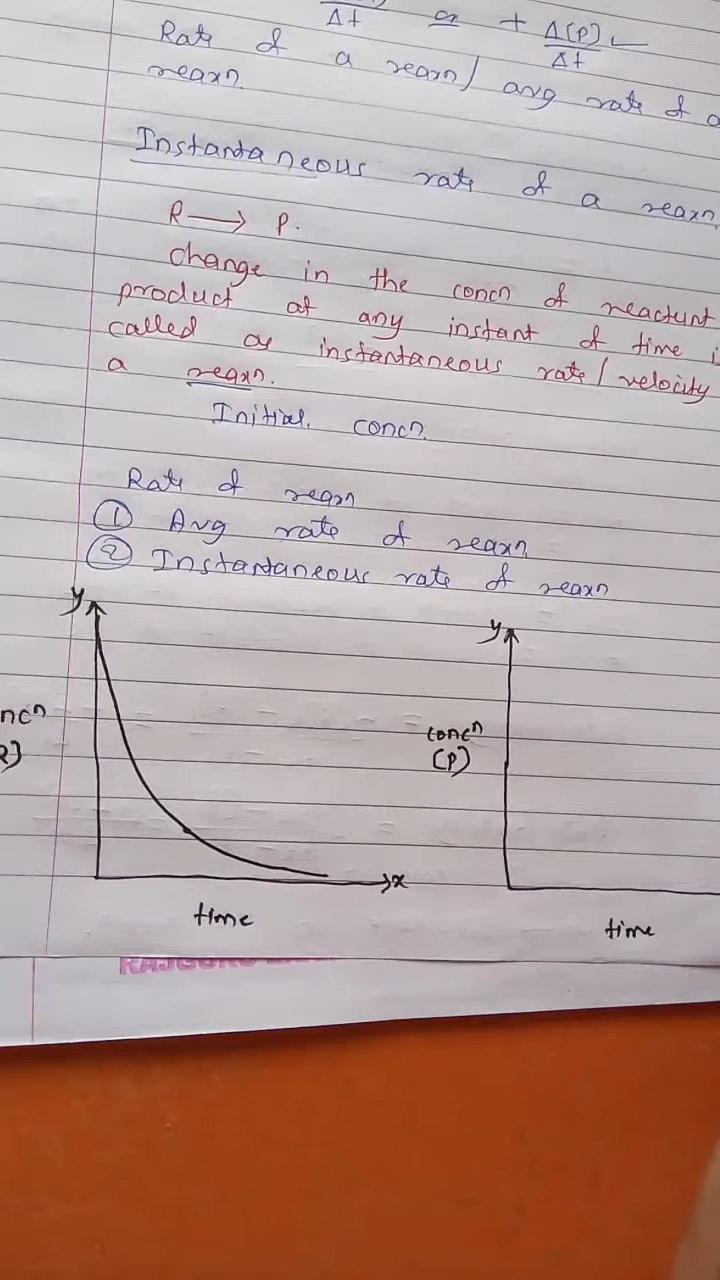 Δt = + Δ(P)
Δt
Rate of a reaxn/ avg rate of a
reaxn.
Instantaneous rate of a reaxn.
R → P.
change in the concn of reactunt
product at any instant of time i
called as instantaneous rate/velocity
a reaxn.
Initial. concn.
Rate of reaxn
① Avg rate of reaxn
② Instantaneous rate of reaxn
y
y
ncn
concn
(P)
x
time
time